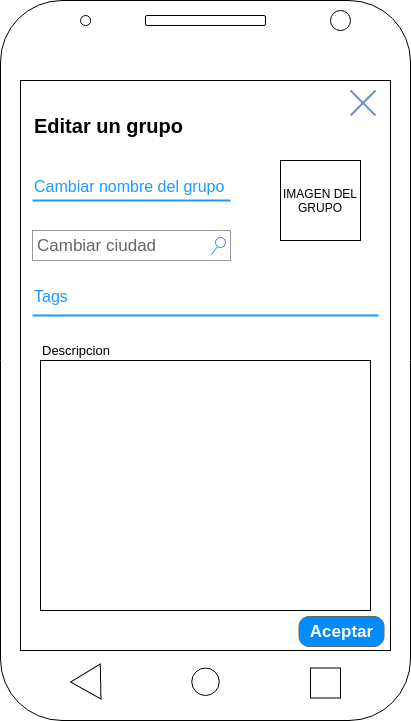 Editar un grupo
Cambiar nombre del grupo
IMAGEN DEL
GRUPO
Cambiar ciudad
Tags
Descripcion
Aceptar